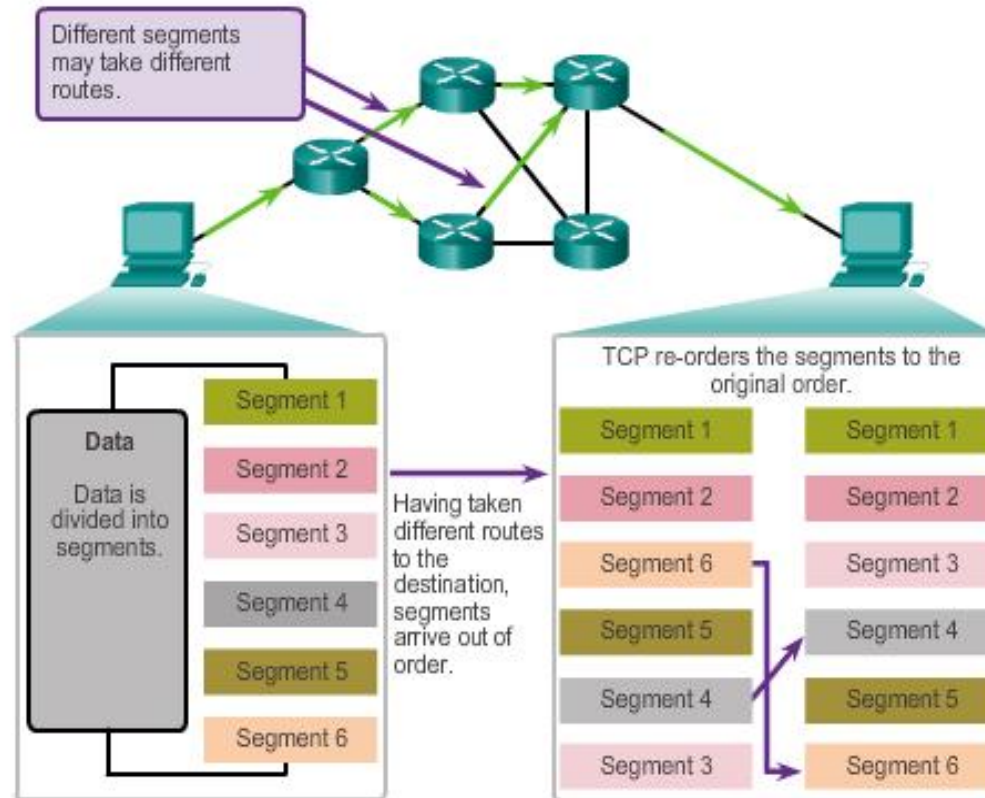 Different segments
may take different
routes.
Data
Data is
divided into
segments.
Segment 1
Segment 2
Segment 3
Segment 4
Segment 5
Segment 6
Having taken
different routes
to the
destination,
segments
arrive out of
order.
TCP re-orders the segments to the
original order.
Segment 1
Segment 2
Segment 6
Segment 5
Segment 4
Segment 3
Segment 1
Segment 2
Segment 3
Segment 4
Segment 5
Segment 6